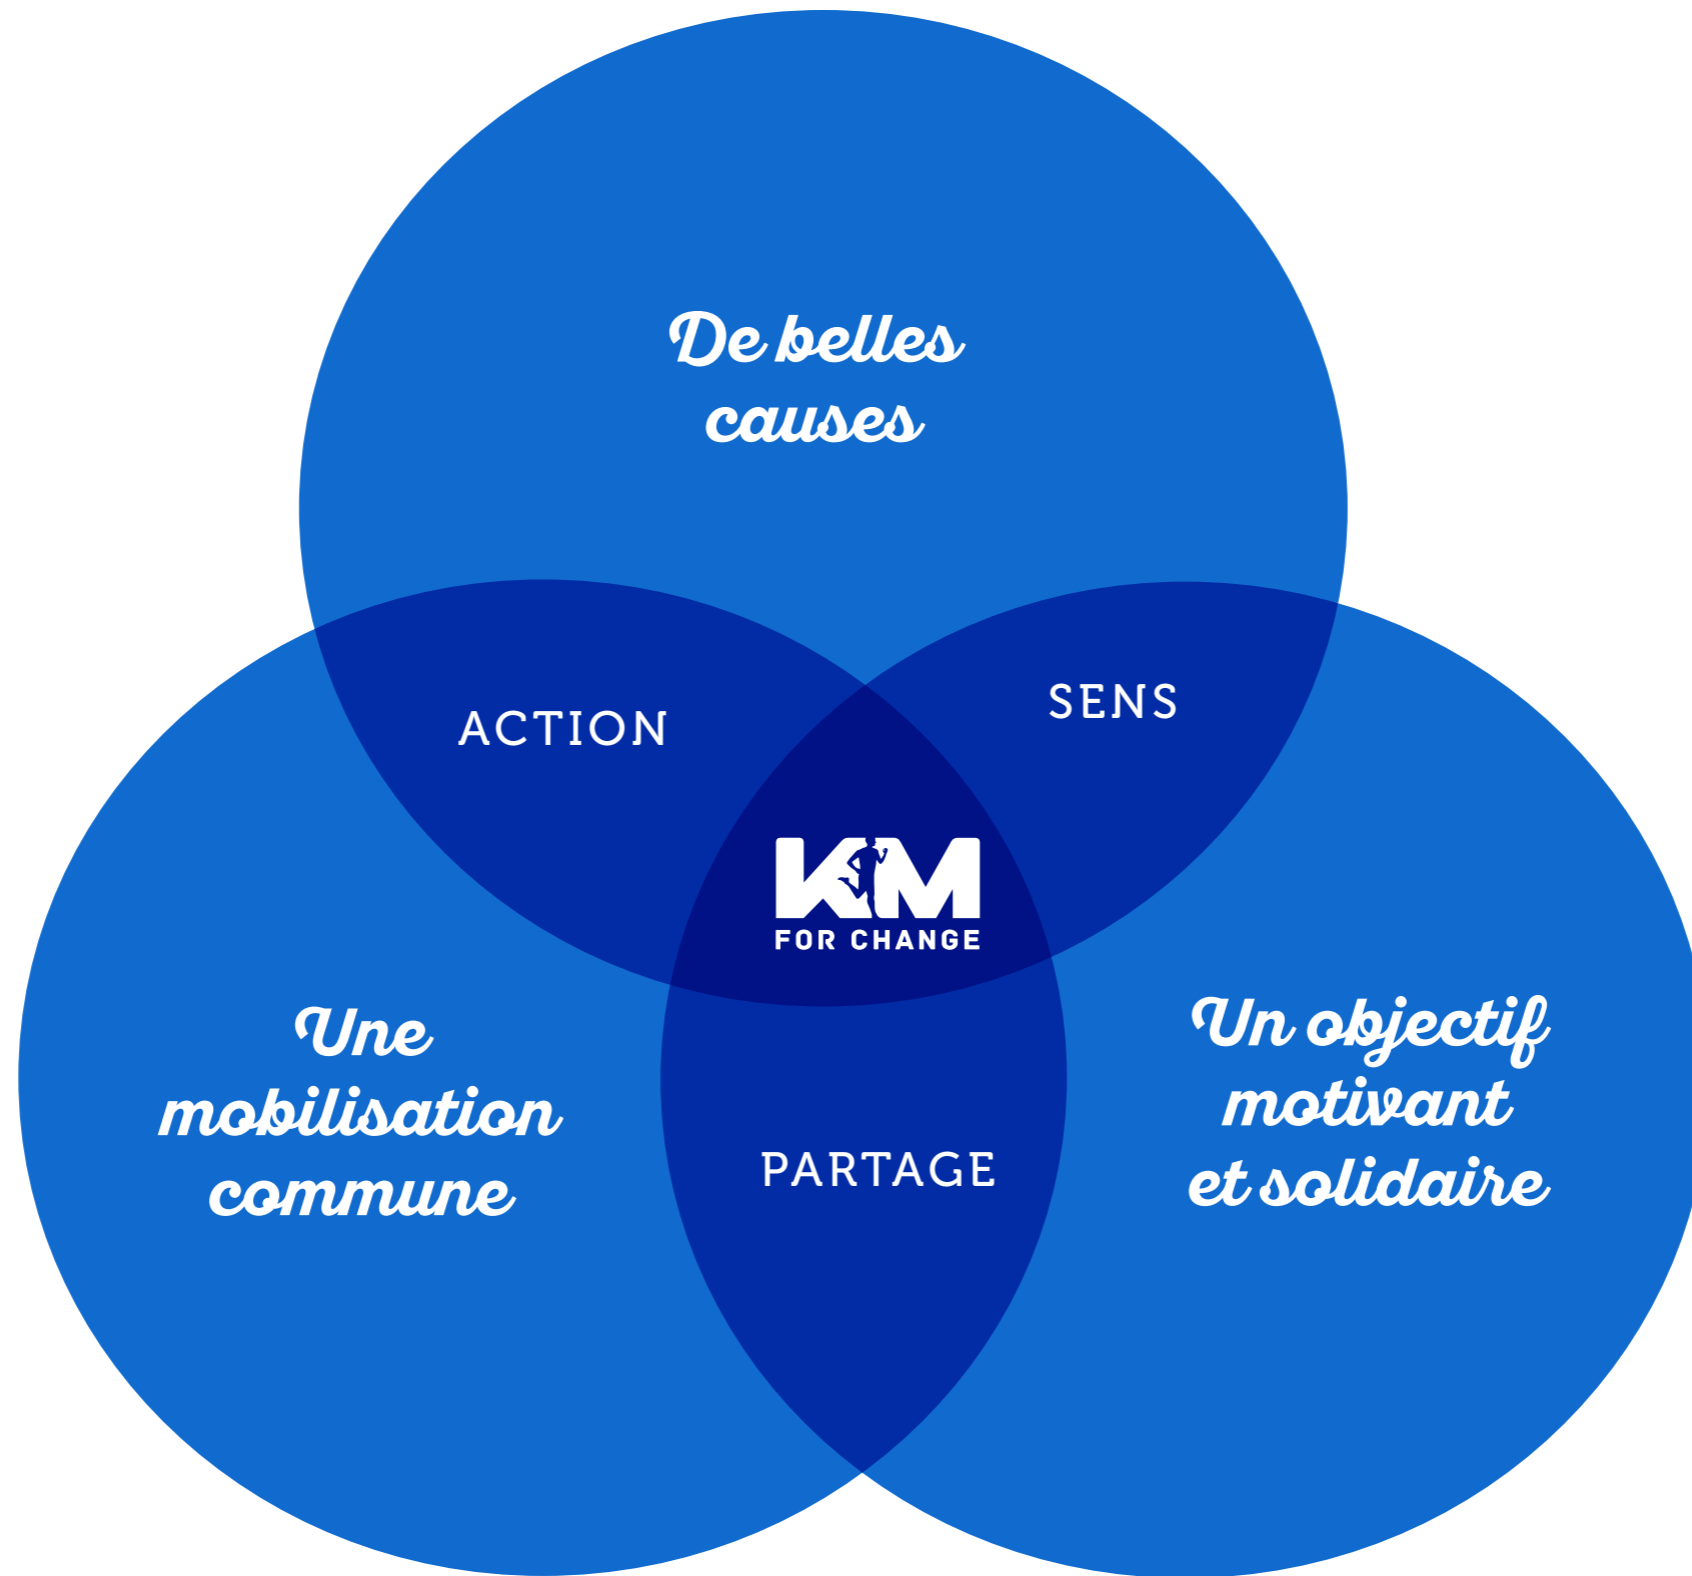 De belles
causes
ACTION
SENS
KM
FOR CHANGE
Une
mobilisation
commune
PARTAGE
Un objectif
motivant
et solidaire